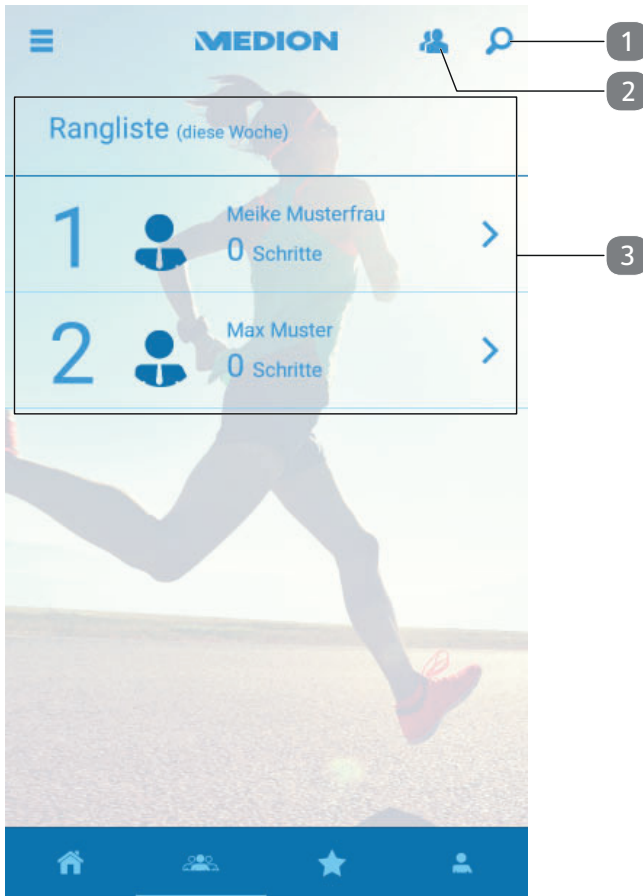 MEDION
1
2
Rangliste (diese Woche)
1
Meike Musterfrau
0 Schritte
3
2
Max Muster
0 Schritte